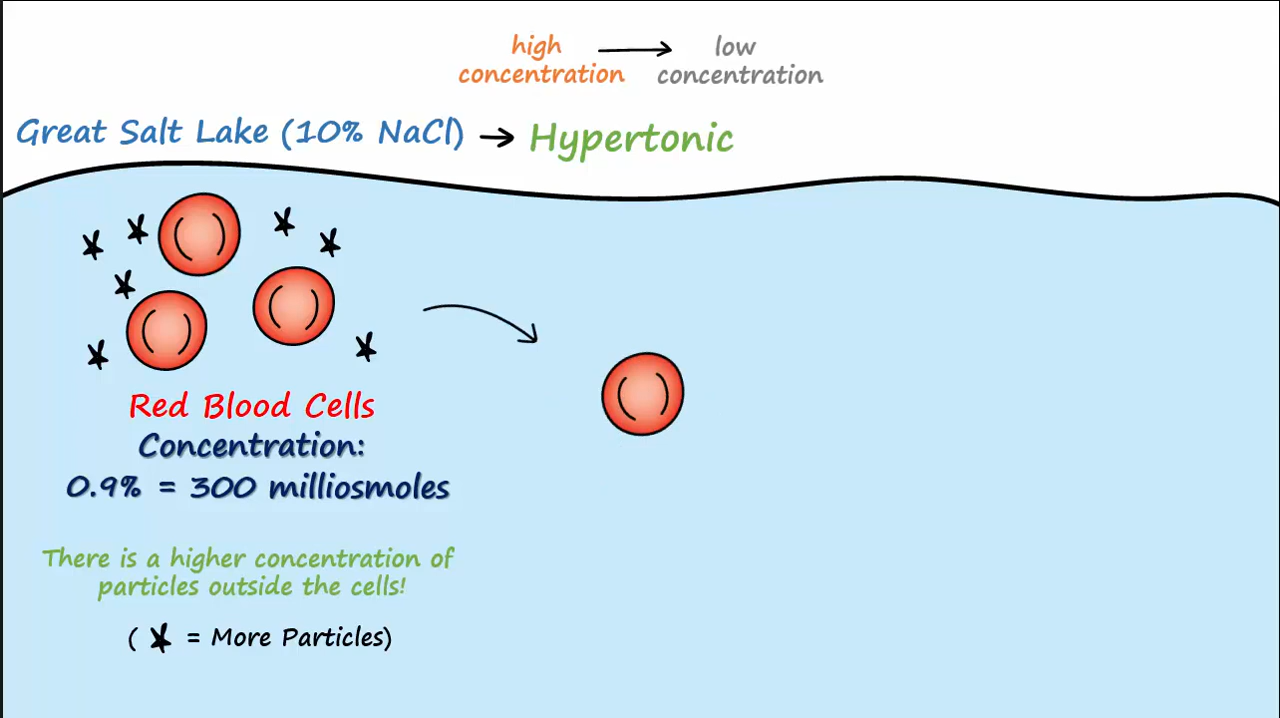 high → low
concentration concentration
Great Salt Lake (10% NaCl) → Hypertonic
Red Blood Cells
Concentration:
0.9% = 300 milliosmoles
There is a higher concentration of
particles outside the cells!
( = More Particles)